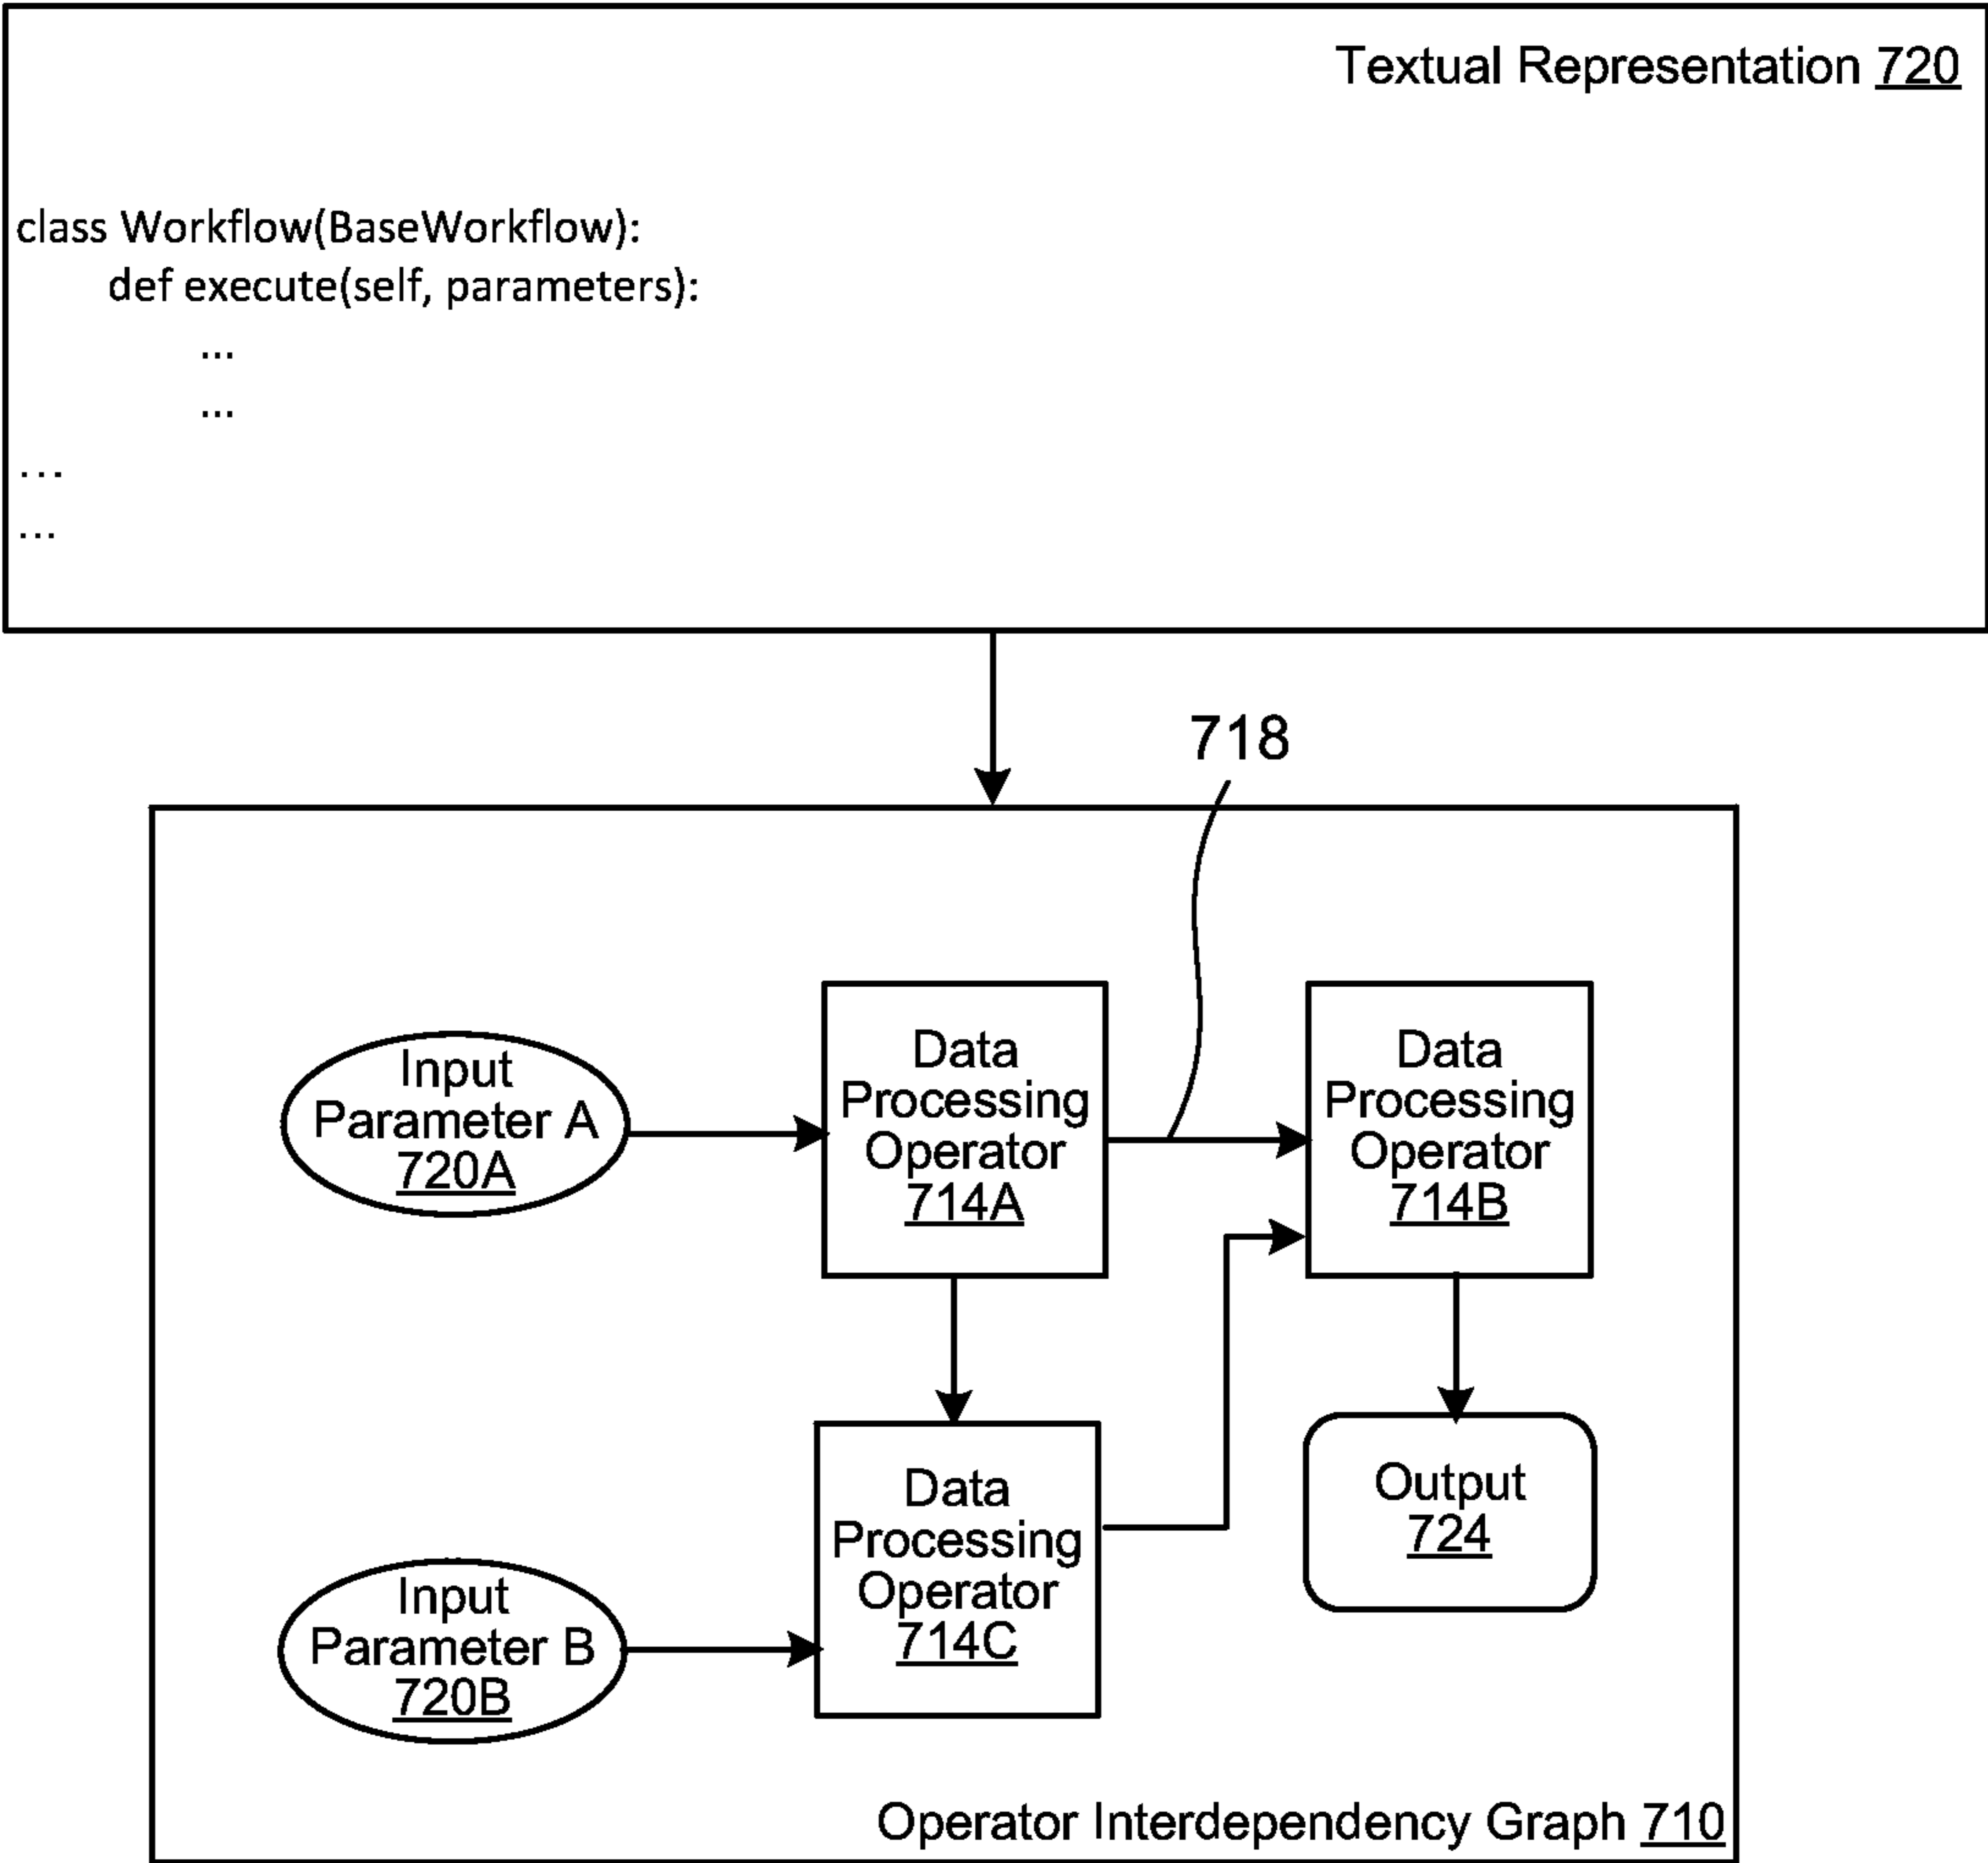 Textual Representation 720
class Workflow(BaseWorkflow):
def execute(self, parameters):
...
...
...
...
718
Input
Parameter A
720A
Data
Processing
Operator
714A
Data
Processing
Operator
714B
Input
Parameter B
720B
Data
Processing
Operator
714C
Output
724
Operator Interdependency Graph 710